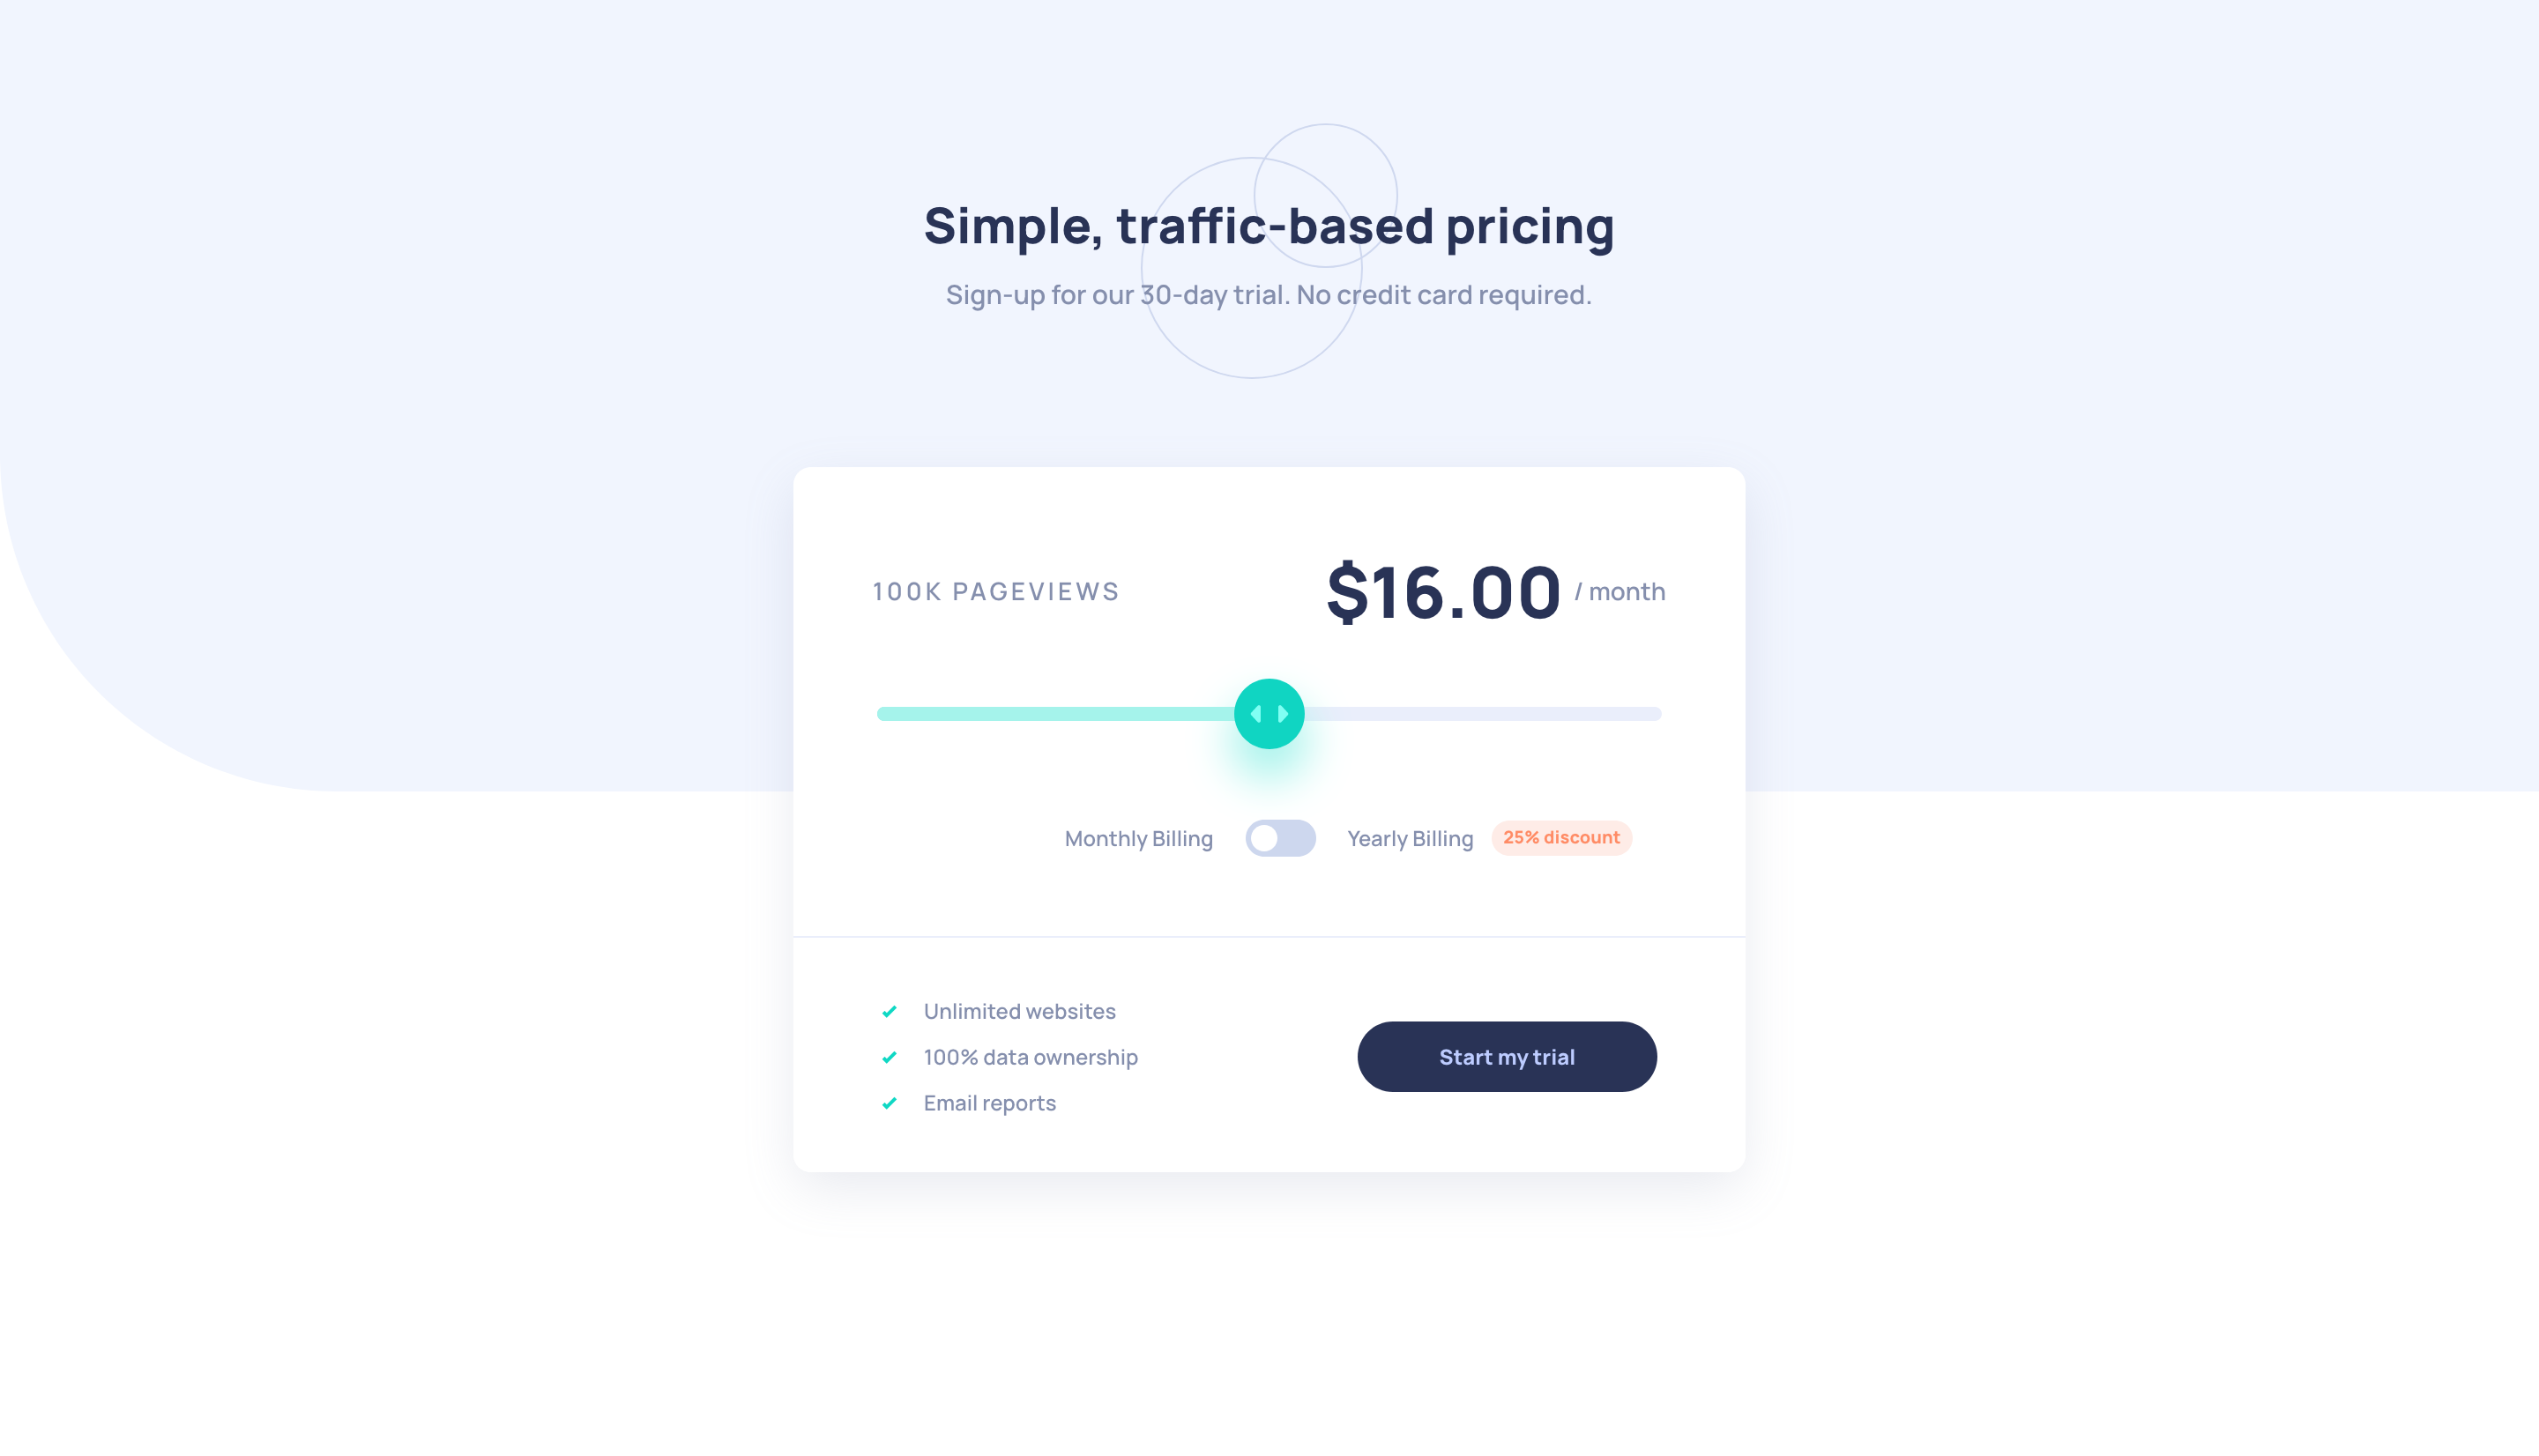 Simple, traffic-based pricing
Sign-up for our 30-day trial. No credit card required.
100K PAGEVIEWS
$16.00 / month
Monthly Billing
Yearly Billing
25% discount
Unlimited websites
100% data ownership
Email reports
Start my trial